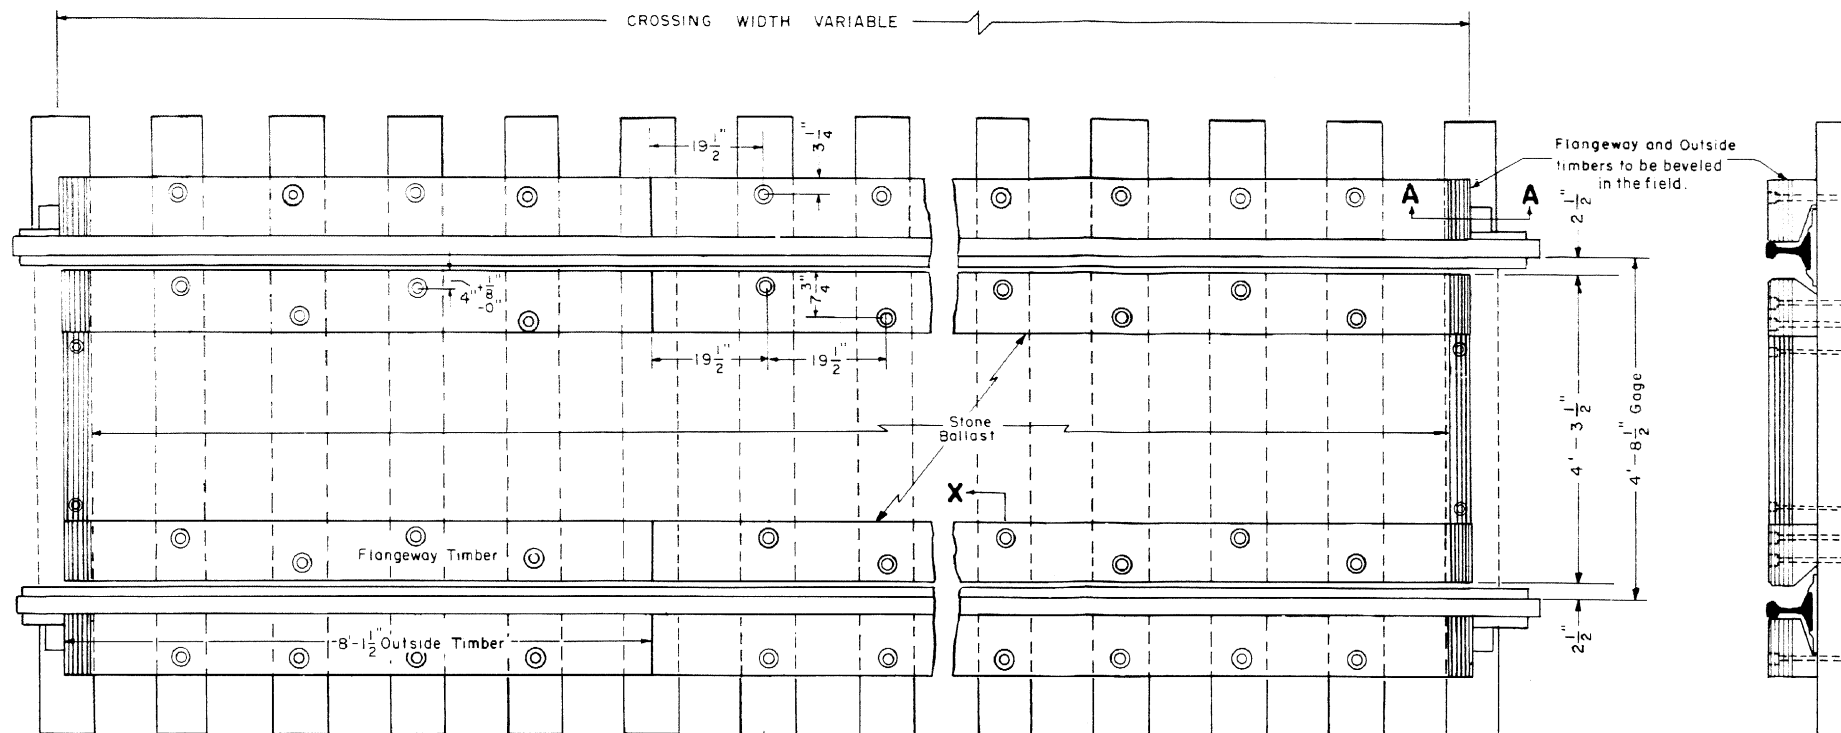 CROSSING WIDTH VARIABLE
19 1/2"
3 1/4"
Flangeway and Outside
timbers to be beveled
in the field.
A A
2 1/2"
4" +1/8" -0"
7 3/4"
19 1/2" 19 1/2"
Stone
Ballast
4'-3 1/2"
4'-8 1/2" Gage
X
Flangeway Timber
8'-1 1/2" Outside Timber
2 1/2"